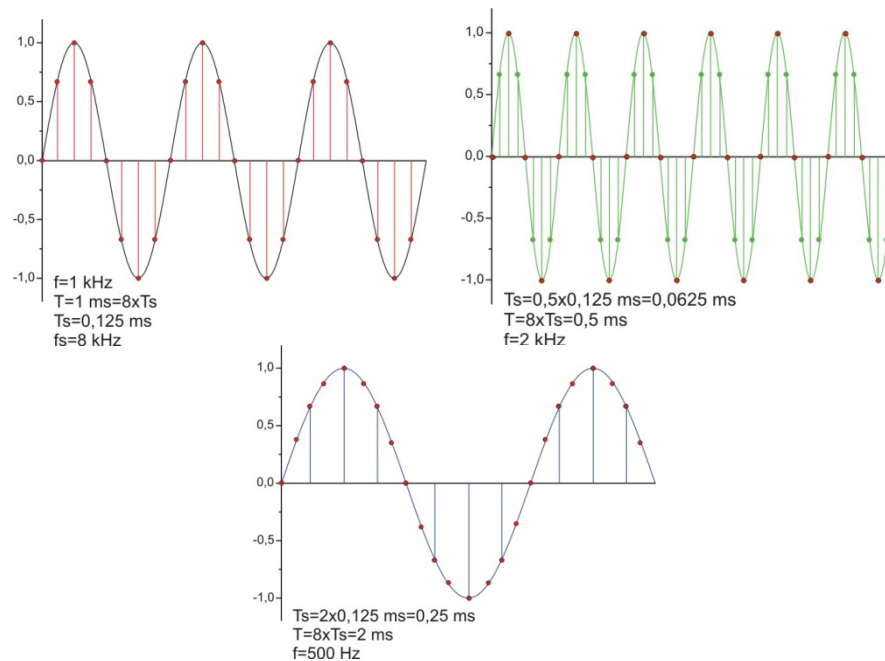 1,0
0,5
0,0
-0,5
-1,0
f=1 kHz
T=1 ms=8xTs
Ts=0,125 ms
fs=8 kHz
1,0
0,5
0,0
-0,5
-1,0
Ts=0,5x0,125 ms=0,0625 ms
T=8xTs=0,5 ms
f=2 kHz
1,0
0,5
0,0
-0,5
-1,0
Ts=2x0,125 ms=0,25 ms
T=8xTs=2 ms
f=500 Hz